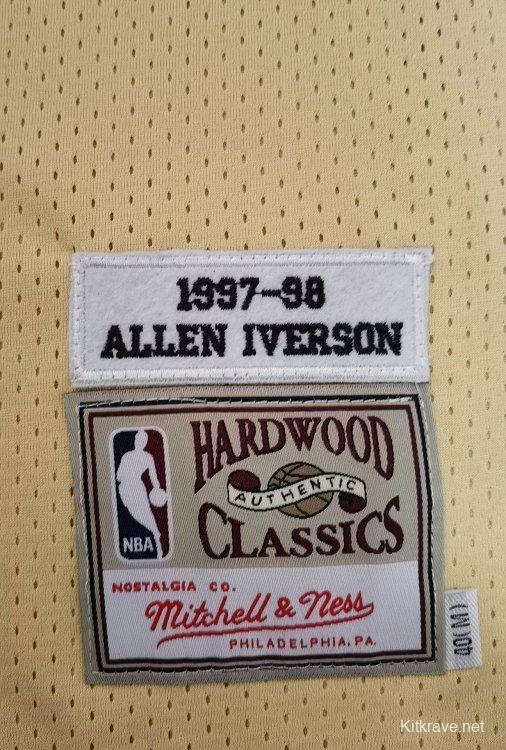 1997-98
ALLEN IVERSON
HARDWOOD
AUTHENTIC
CLASSICS
NBA
NOSTALGIA CO.
Mitchell & Ness
PHILADELPHIA, PA.
40(M)
Kitkrave.net